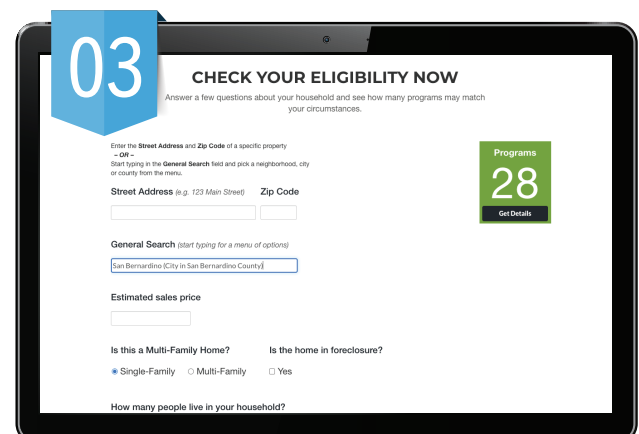 03
CHECK YOUR ELIGIBILITY NOW
Answer a few questions about your household and see how many programs may match
your circumstances.
Enter the Street Address and Zip Code of a specific property
– OR –
Start typing in the General Search field and pick a neighborhood, city
or county from the menu.
Programs
28
Get Details
Street Address (e.g. 123 Main Street) Zip Code
General Search (start typing for a menu of options)
San Bernardino (City in San Bernardino County)
Estimated sales price
Is this a Multi-Family Home? Is the home in foreclosure?
Single-Family Multi-Family Yes
How many people live in your household?